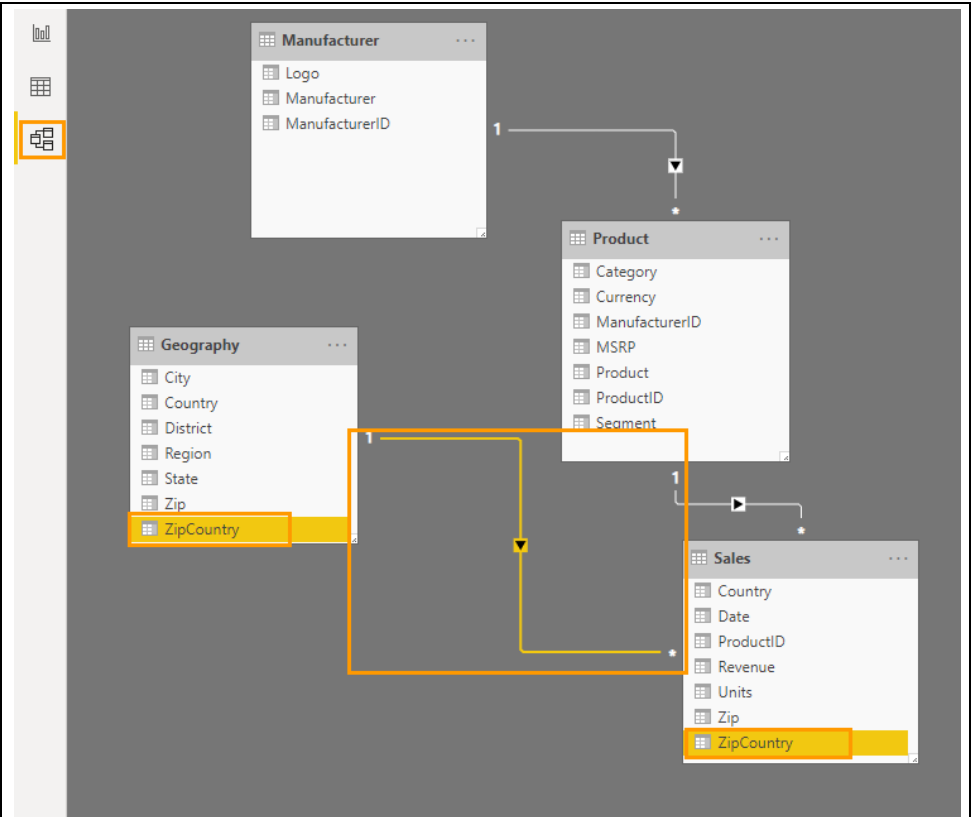 Manufacturer ...
Logo
Manufacturer
ManufacturerID
1
*
Product ...
Category
Currency
ManufacturerID
MSRP
Product
ProductID
Segment
Geography ...
City
Country
District
Region
State
Zip
ZipCountry
1
*
1
*
Sales ...
Country
Date
ProductID
Revenue
Units
Zip
ZipCountry